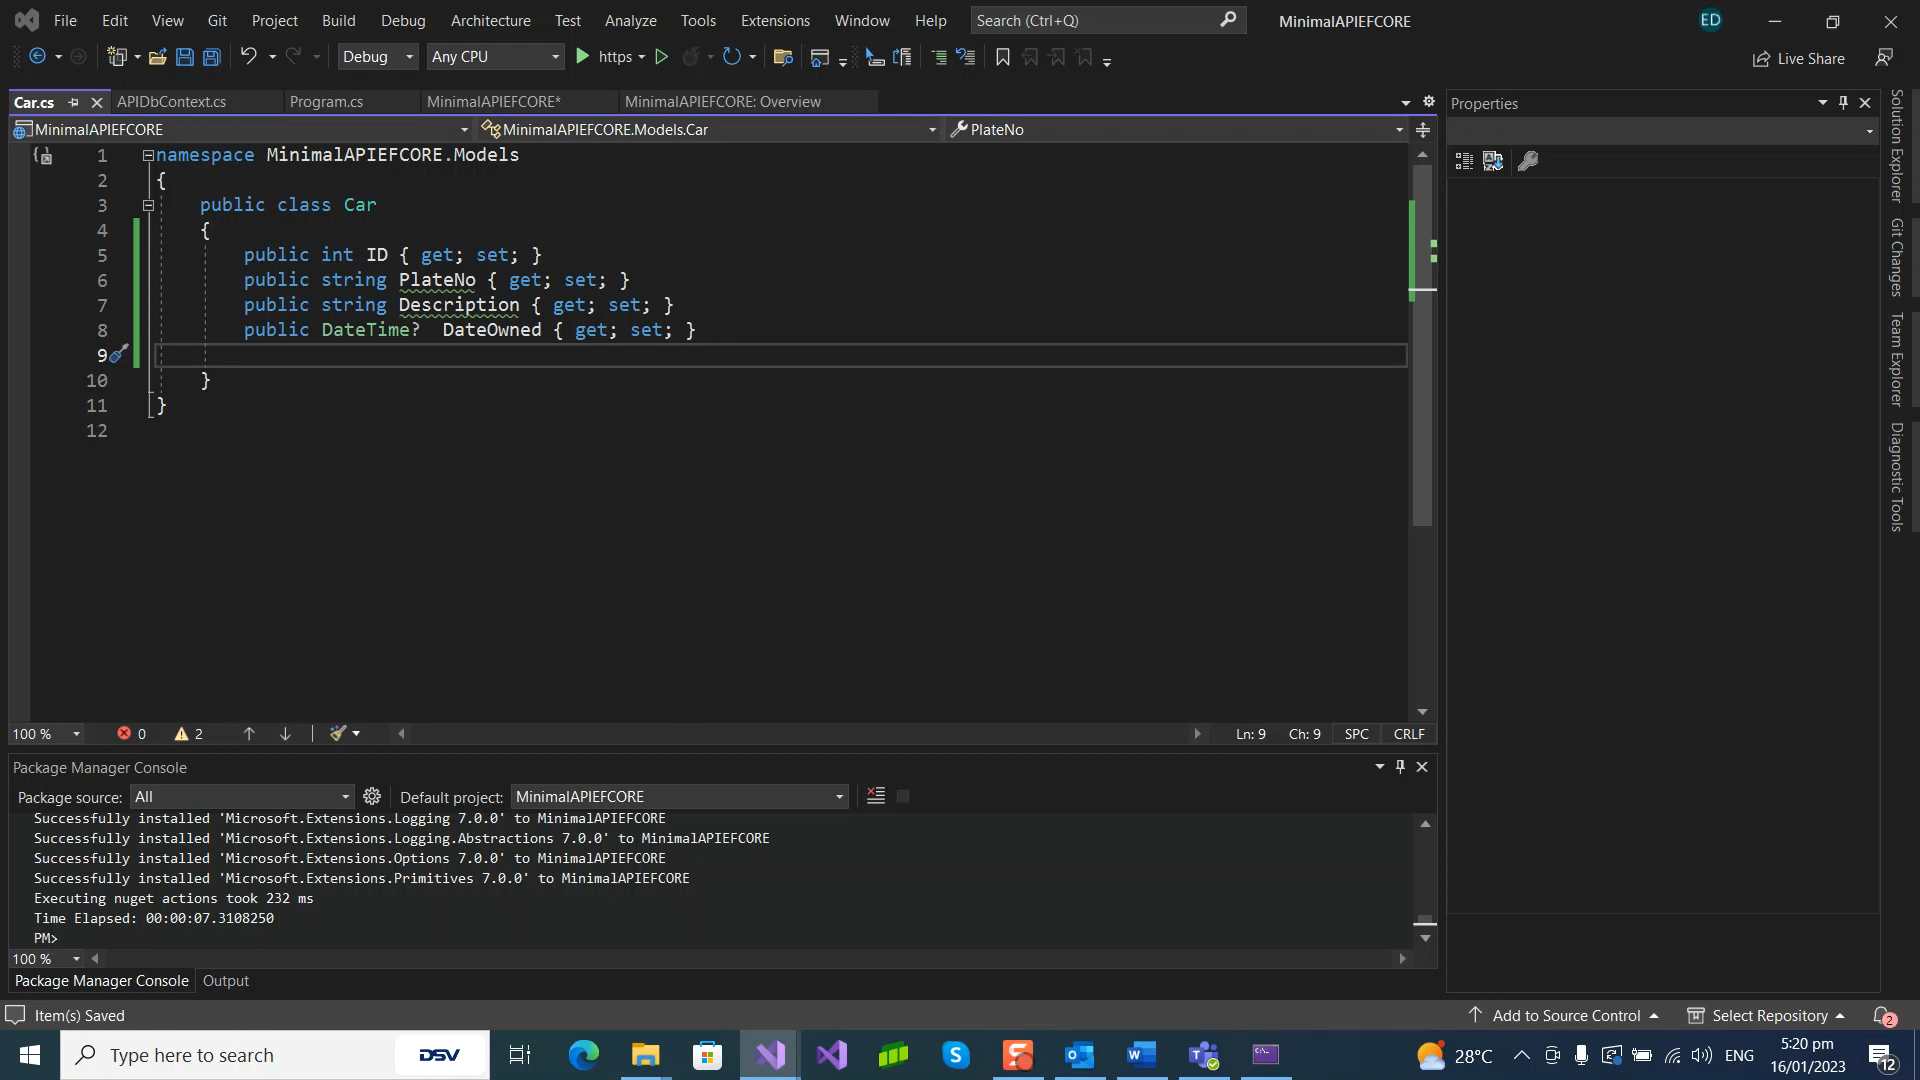 File Edit View Git Project Build Debug Architecture Test Analyze Tools Extensions Window Help Search (Ctrl+Q) MinimalAPIEFCORE ED
Debug Any CPU https Live Share
Car.cs APIDbContext.cs Program.cs MinimalAPIEFCORE* MinimalAPIEFCORE: Overview Properties
MinimalAPIEFCORE MinimalAPIEFCORE.Models.Car PlateNo
1 namespace MinimalAPIEFCORE.Models
2 {
3 public class Car
4 {
5 public int ID { get; set; }
6 public string PlateNo { get; set; }
7 public string Description { get; set; }
8 public DateTime?  DateOwned { get; set; }
9
10 }
11 }
12
Solution Explorer
Git Changes
Team Explorer
Diagnostic Tools
100 % 0 2 Ln: 9 Ch: 9 SPC CRLF
Package Manager Console
Package source: All Default project: MinimalAPIEFCORE
Successfully installed 'Microsoft.Extensions.Logging 7.0.0' to MinimalAPIEFCORE
Successfully installed 'Microsoft.Extensions.Logging.Abstractions 7.0.0' to MinimalAPIEFCORE
Successfully installed 'Microsoft.Extensions.Options 7.0.0' to MinimalAPIEFCORE
Successfully installed 'Microsoft.Extensions.Primitives 7.0.0' to MinimalAPIEFCORE
Executing nuget actions took 232 ms
Time Elapsed: 00:00:07.3108250
PM>
100 %
Package Manager Console Output
Item(s) Saved Add to Source Control Select Repository 2
Type here to search DSV 28°C ENG 5:20 pm
16/01/2023 12